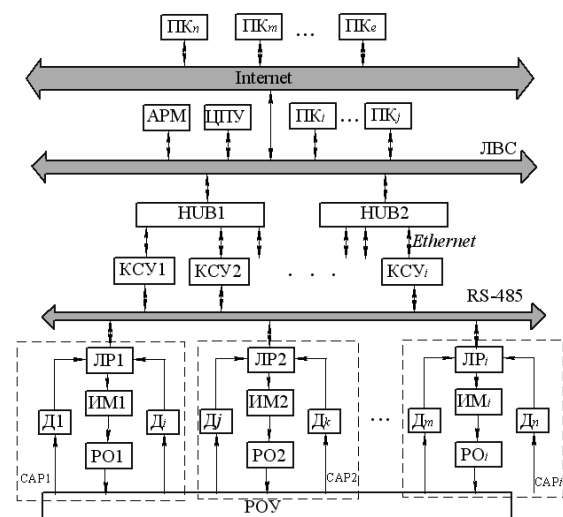 ПКn ПКm ... ПКe
Internet
АРМ ЦПУ ПКi ... ПКj
ЛВС
HUB1 HUB2
Ethernet
КСУ1 КСУ2 . . . КСУi
RS-485
ЛР1 ЛР2 ЛРi
ИМ1 ИМ2 ИМi
Д1 Дi Дj Дk ... Дm Дn
РО1 РО2 РОi
САР1 САР2 САРi
РОУ